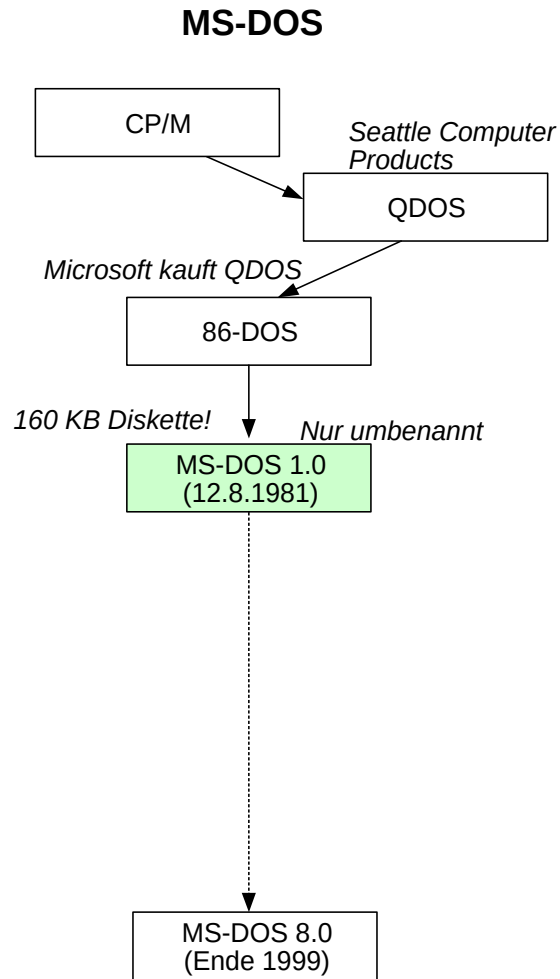 MS-DOS
CP/M
Seattle Computer
Products
QDOS
Microsoft kauft QDOS
86-DOS
160 KB Diskette!
Nur umbenannt
MS-DOS 1.0
(12.8.1981)
MS-DOS 8.0
(Ende 1999)